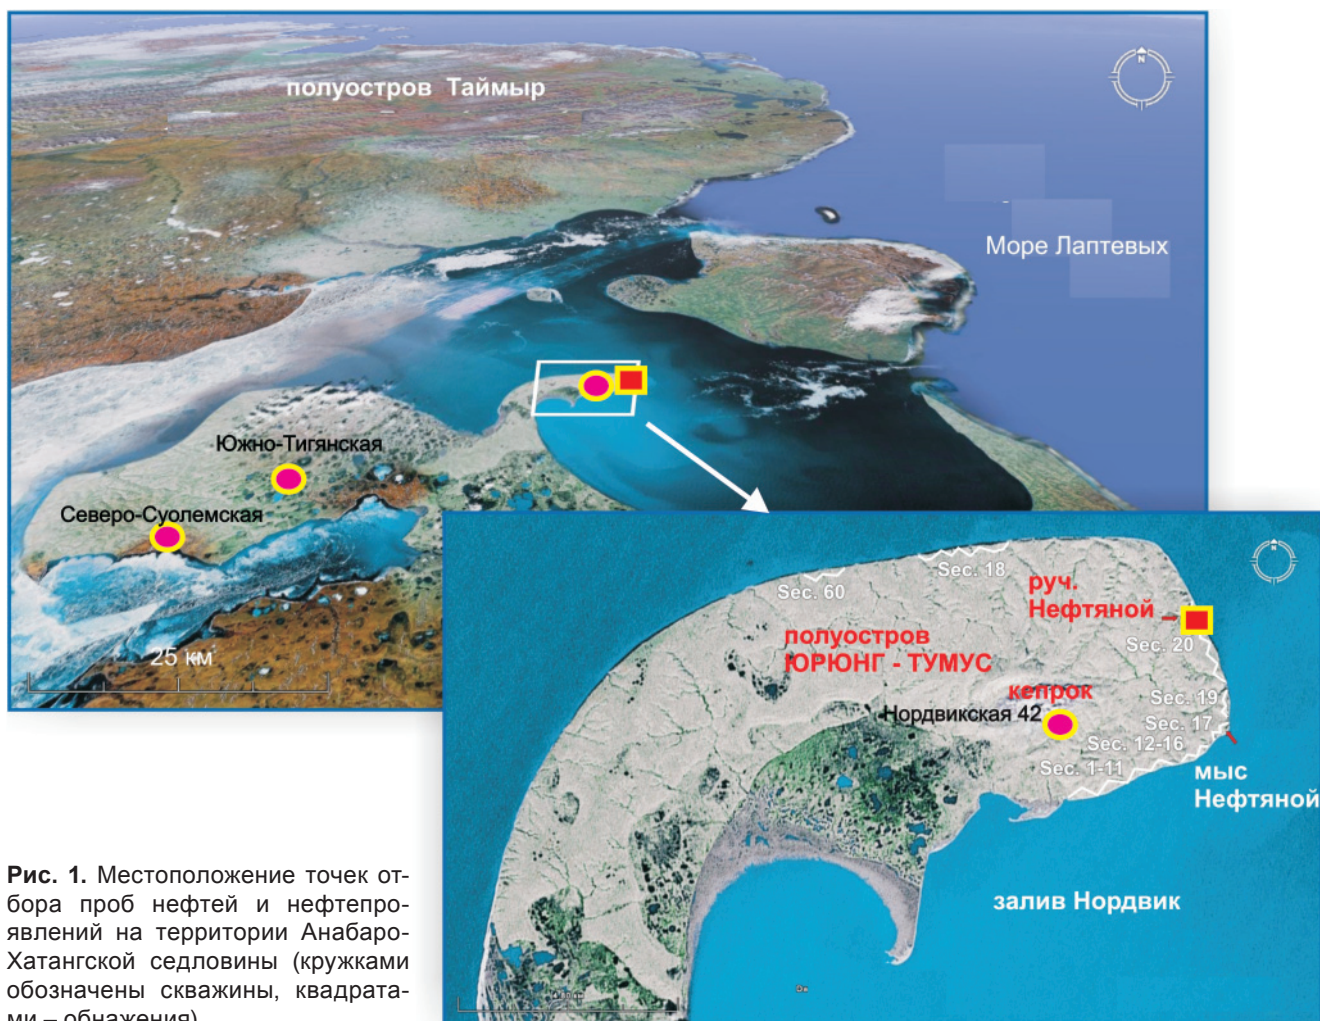 полуостров Таймыр
N
Море Лаптевых
Южно-Тигянская
Северо-Суолемская
25 км
N
Sec. 60
Sec. 18
руч.
Нефтяной
полуостров
ЮРЮНГ - ТУМУС
Sec. 20
кепрок
Sec. 19
Нордвикская 42
Sec. 17
Sec. 12-16
Sec. 1-11
мыс
Нефтяной
залив Нордвик
Рис. 1. Местоположение точек от-
бора проб нефтей и нефтепро-
явлений на территории Анабаро-
Хатангской седловины (кружками
обозначены скважины, квадрата-
ми – обнажения)